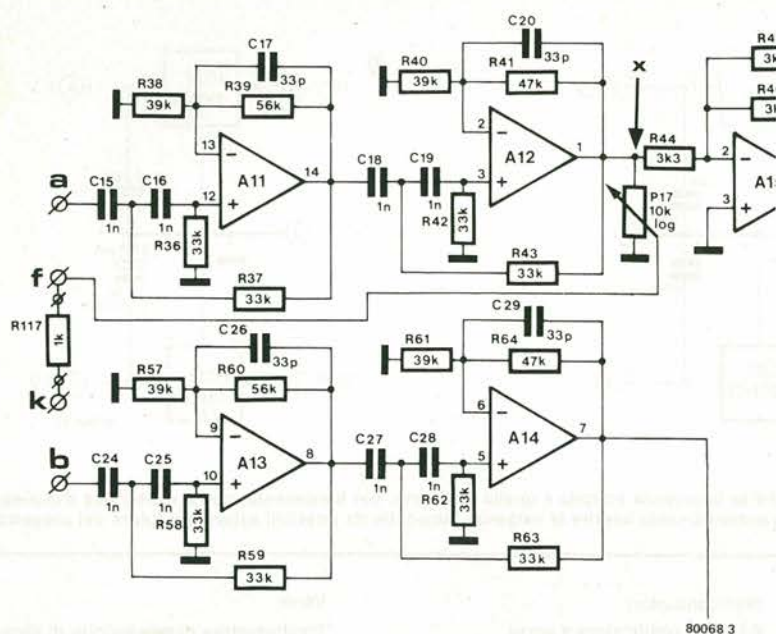 C17
33p
R38
39k
R39
56k
13
14
A11
12
a
C15
1n
C16
1n
R36
33k
R37
33k
C20
33p
R40
39k
R41
47k
2
1
A12
3
C18
1n
C19
1n
R42
33k
R43
33k
x
R44
3k3
P17
10k
log
2
3
f
R117
1k
k
C26
33p
R57
39k
R60
56k
9
8
A13
10
b
C24
1n
C25
1n
R58
33k
R59
33k
C29
33p
R61
39k
R64
47k
6
7
A14
5
C27
1n
C28
1n
R62
33k
R63
33k
80068 3